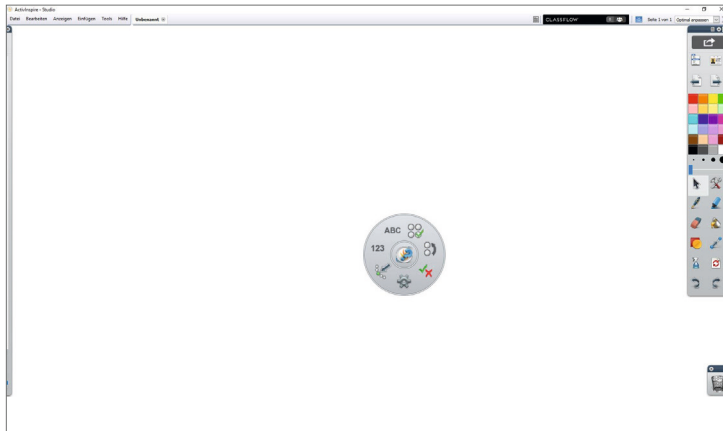 ActivInspire - Studio
Datei Bearbeiten Anzeigen Einfügen Tools Hilfe Unbenannt
CLASSFLOW Seite 1 von 1 Optimal anpassen
ABC
123